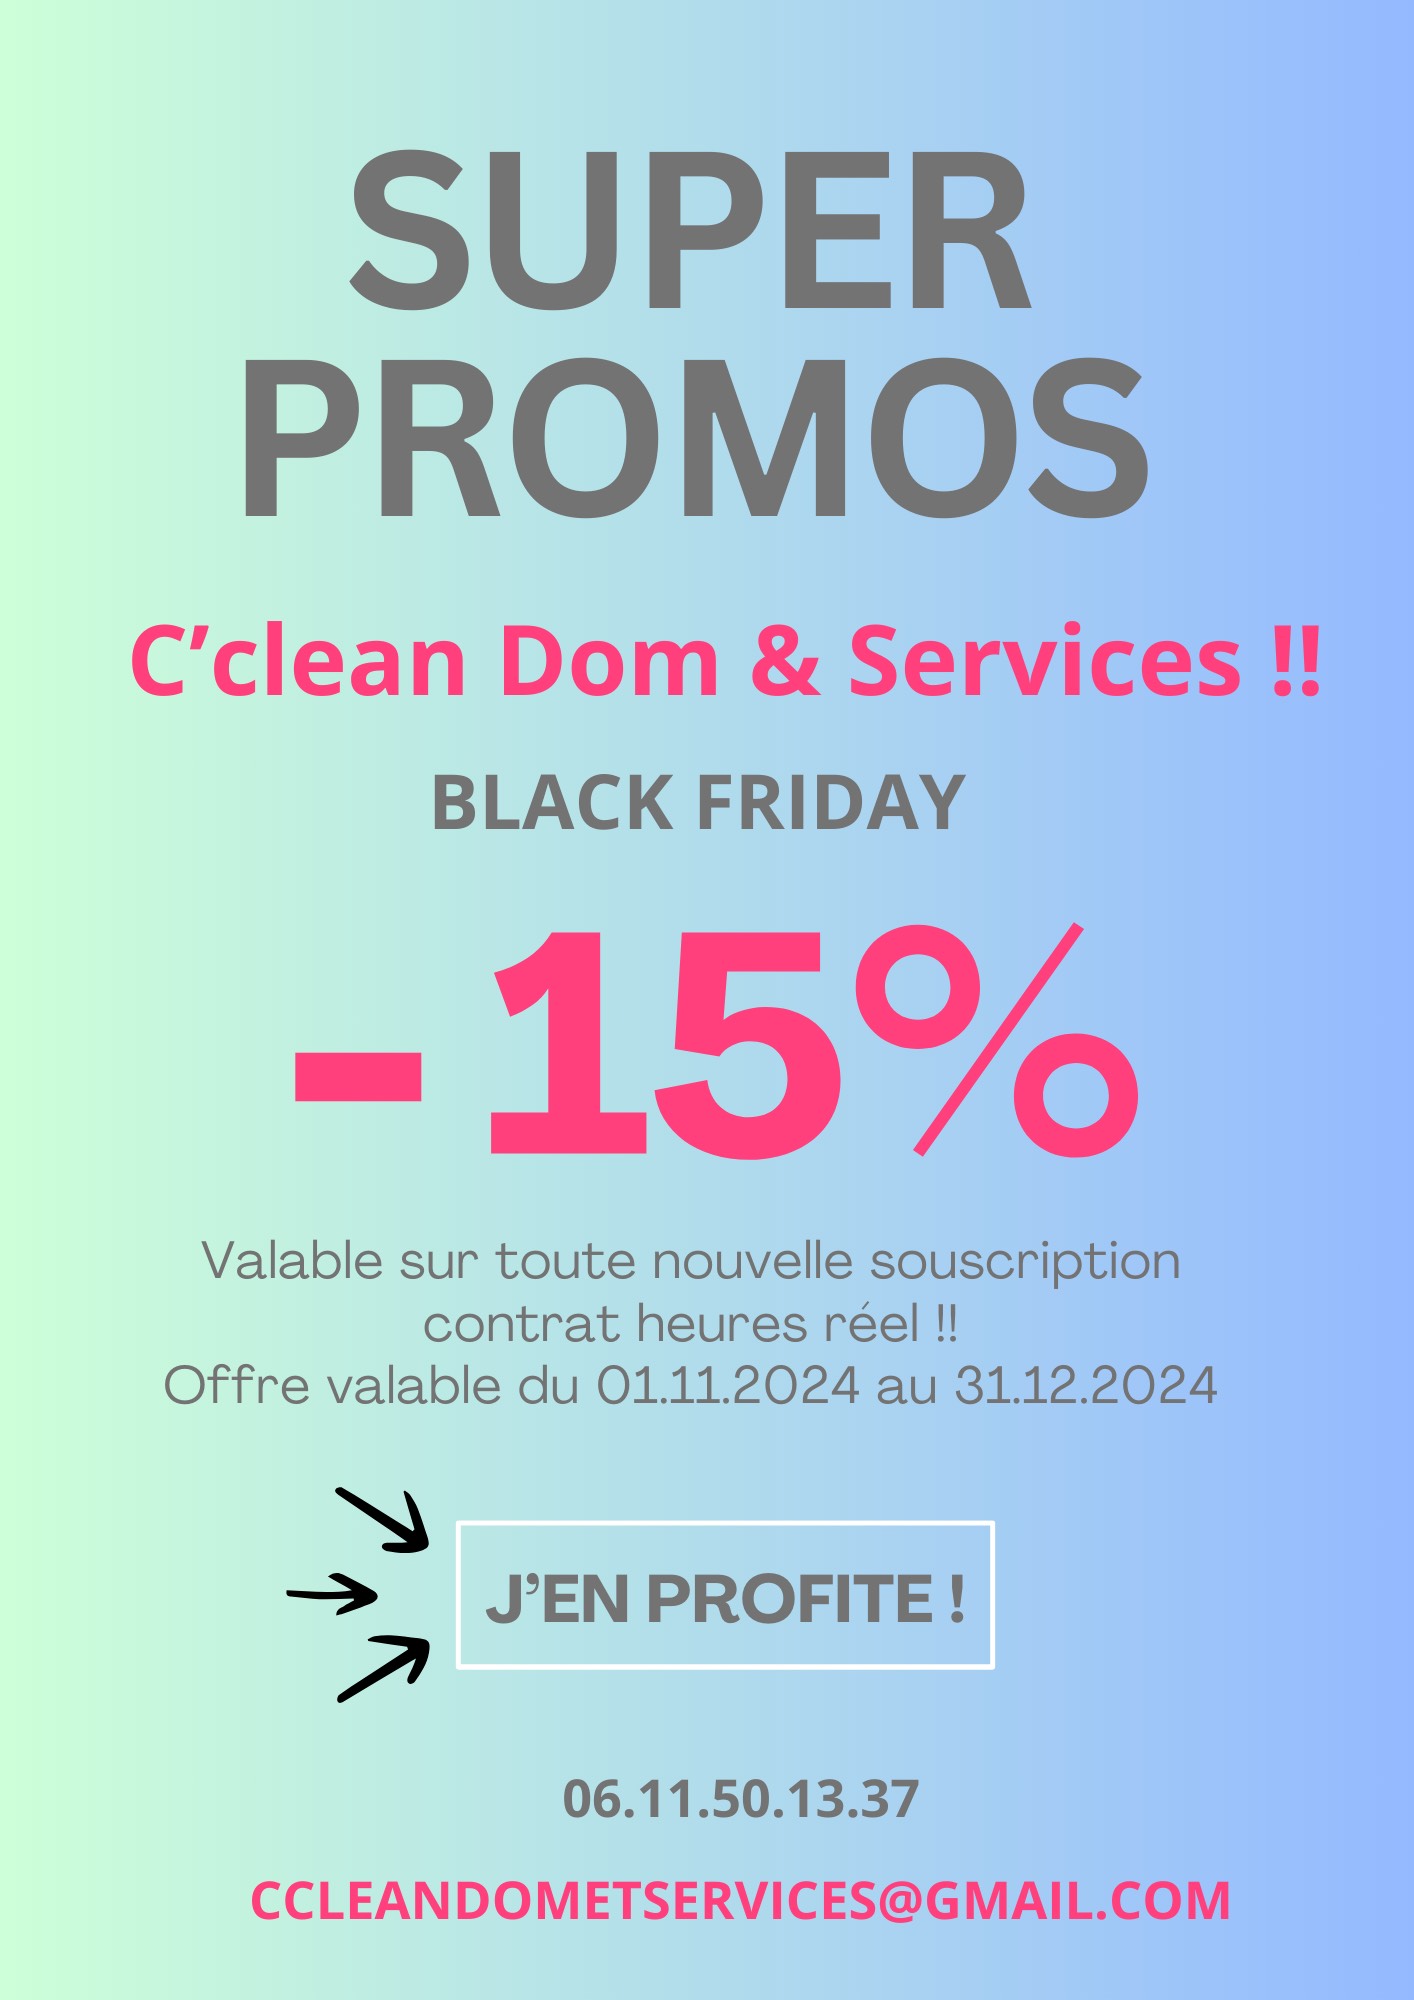 SUPER
PROMOS
C’clean Dom & Services !!
BLACK FRIDAY
- 15%
Valable sur toute nouvelle souscription
contrat heures réel !!
Offre valable du 01.11.2024 au 31.12.2024
J’EN PROFITE !
06.11.50.13.37
CCLEANDOMETSERVICES@GMAIL.COM